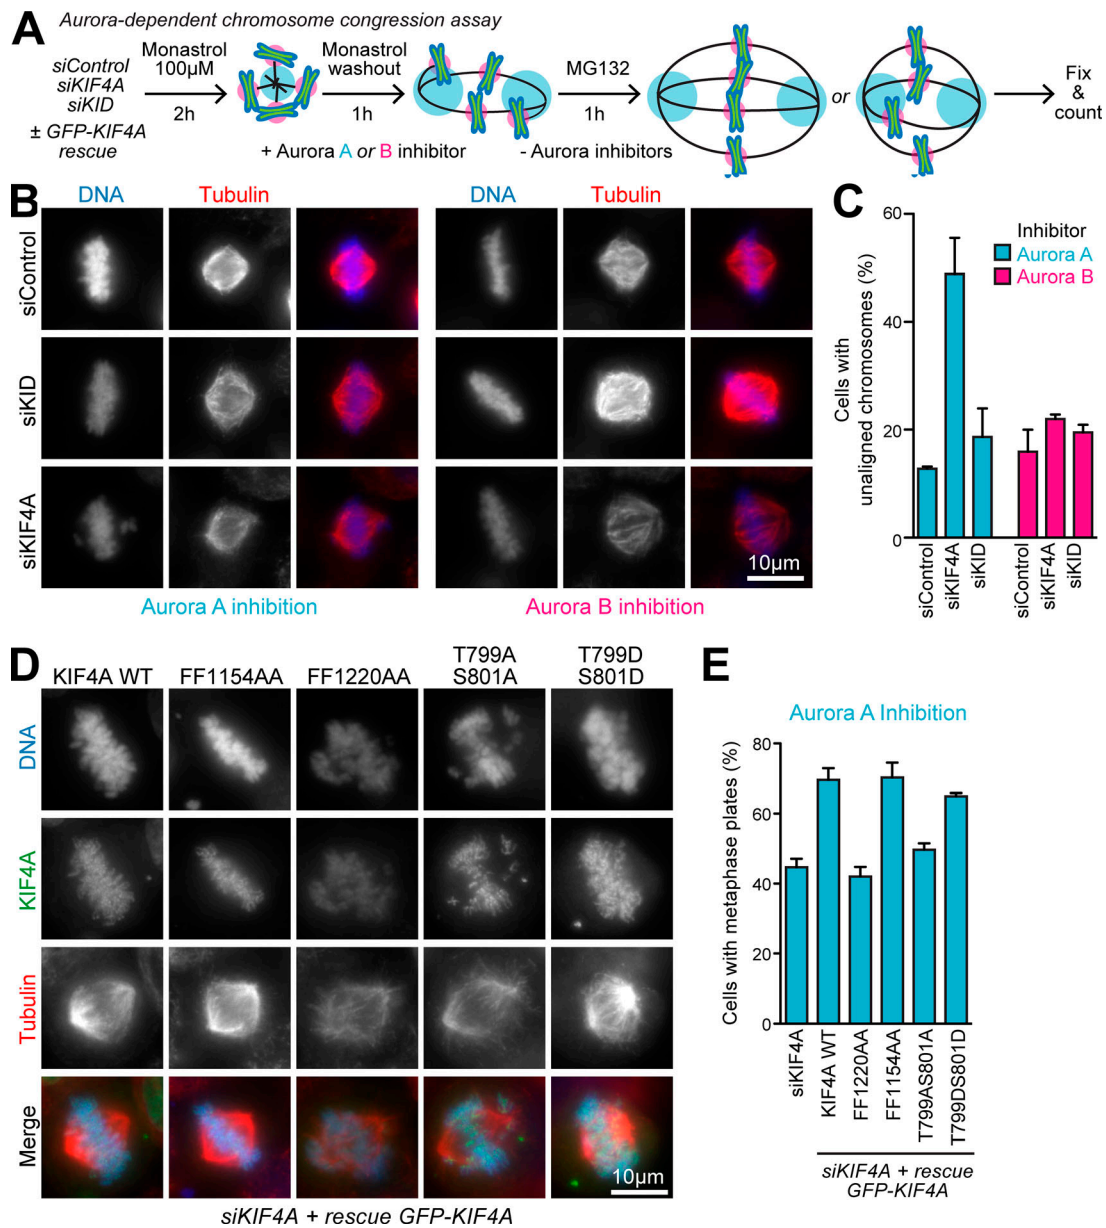 A
Aurora-dependent chromosome congression assay
siControl
siKIF4A
siKID
± GFP-KIF4A
rescue
Monastrol
100µM
2h
Monastrol
washout
1h
+ Aurora A or B inhibitor
MG132
1h
- Aurora inhibitors
or
Fix
&
count
B
DNA
Tubulin
DNA
Tubulin
siControl
siKID
siKIF4A
10µm
Aurora A inhibition
Aurora B inhibition
C
Cells with
unaligned chromosomes (%)
60
40
20
0
Inhibitor
Aurora A
Aurora B
siControl
siKIF4A
siKID
siControl
siKIF4A
siKID
D
KIF4A WT
FF1154AA
FF1220AA
T799A
S801A
T799D
S801D
DNA
KIF4A
Tubulin
Merge
10µm
siKIF4A + rescue GFP-KIF4A
E
Aurora A Inhibition
Cells with metaphase plates (%)
80
60
40
20
0
siKIF4A
KIF4A WT
FF1220AA
FF1154AA
T799AS801A
T799DS801D
siKIF4A + rescue
GFP-KIF4A